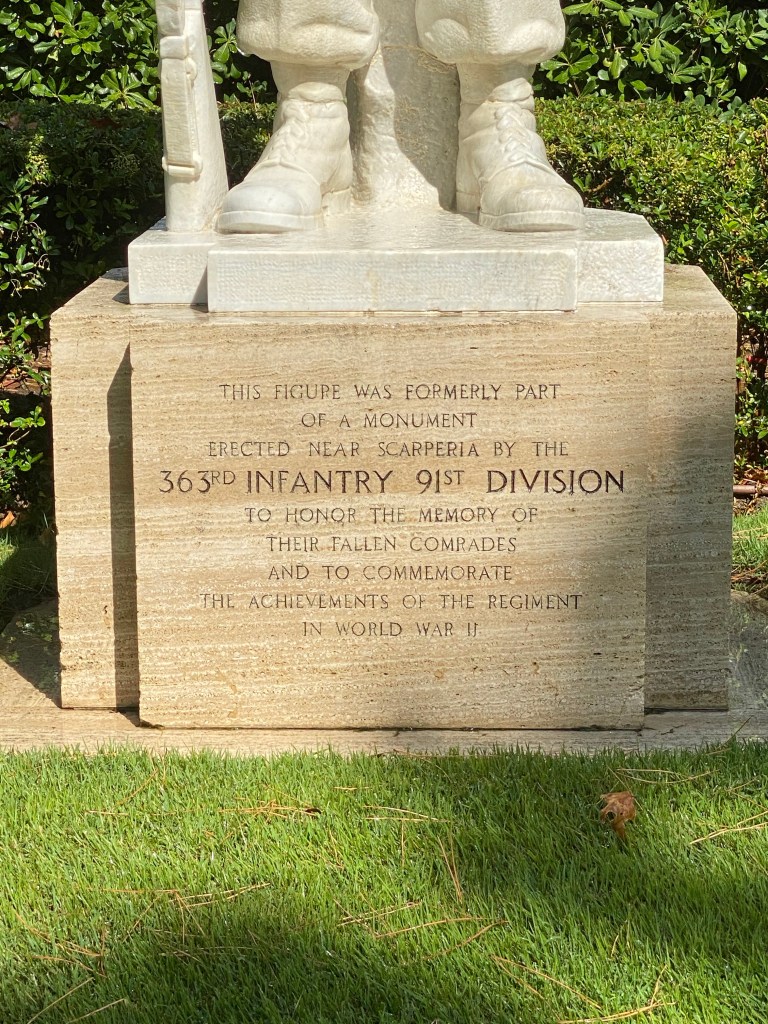 THIS FIGURE WAS FORMERLY PART
OF A MONUMENT
ERECTED NEAR SCARPERIA BY THE
363RD INFANTRY 91ST DIVISION
TO HONOR THE MEMORY OF
THEIR FALLEN COMRADES
AND TO COMMEMORATE
THE ACHIEVEMENTS OF THE REGIMENT
IN WORLD WAR II